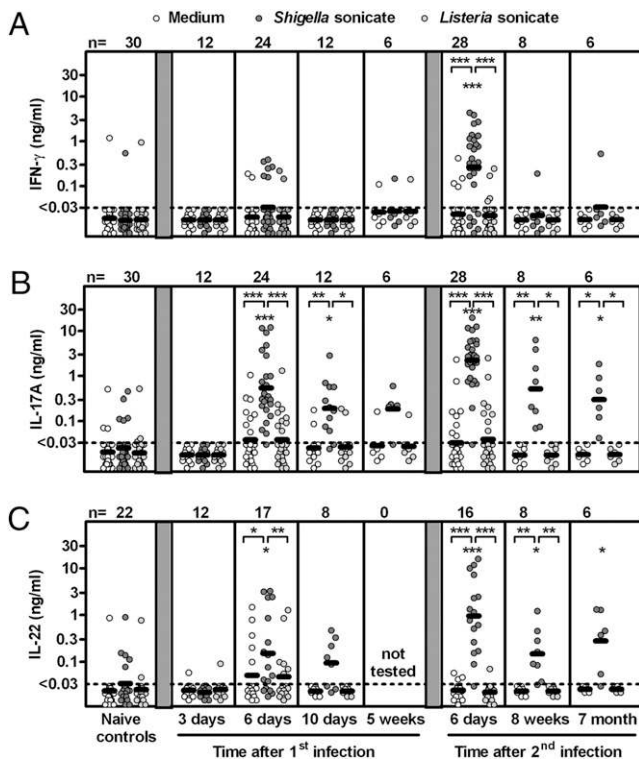 Medium Shigella sonicate Listeria sonicate
A
n= 30 12 24 12 6 28 8 6
*** ***
***
IFN-γ (ng/ml)
30
10
3
1
0.3
0.1
<0.03
B
n= 30 12 24 12 6 28 8 6
*** *** ** * *** *** ** * * *
*** * *** ** *
IL-17A (ng/ml)
30
10
3
1
0.3
0.1
<0.03
C
n= 22 12 17 8 0 16 8 6
* ** *** *** ** **
* *** * *
IL-22 (ng/ml)
30
10
3
1
0.3
0.1
<0.03
not
tested
Naive
controls
3 days 6 days 10 days 5 weeks 6 days 8 weeks 7 month
Time after 1st infection Time after 2nd infection